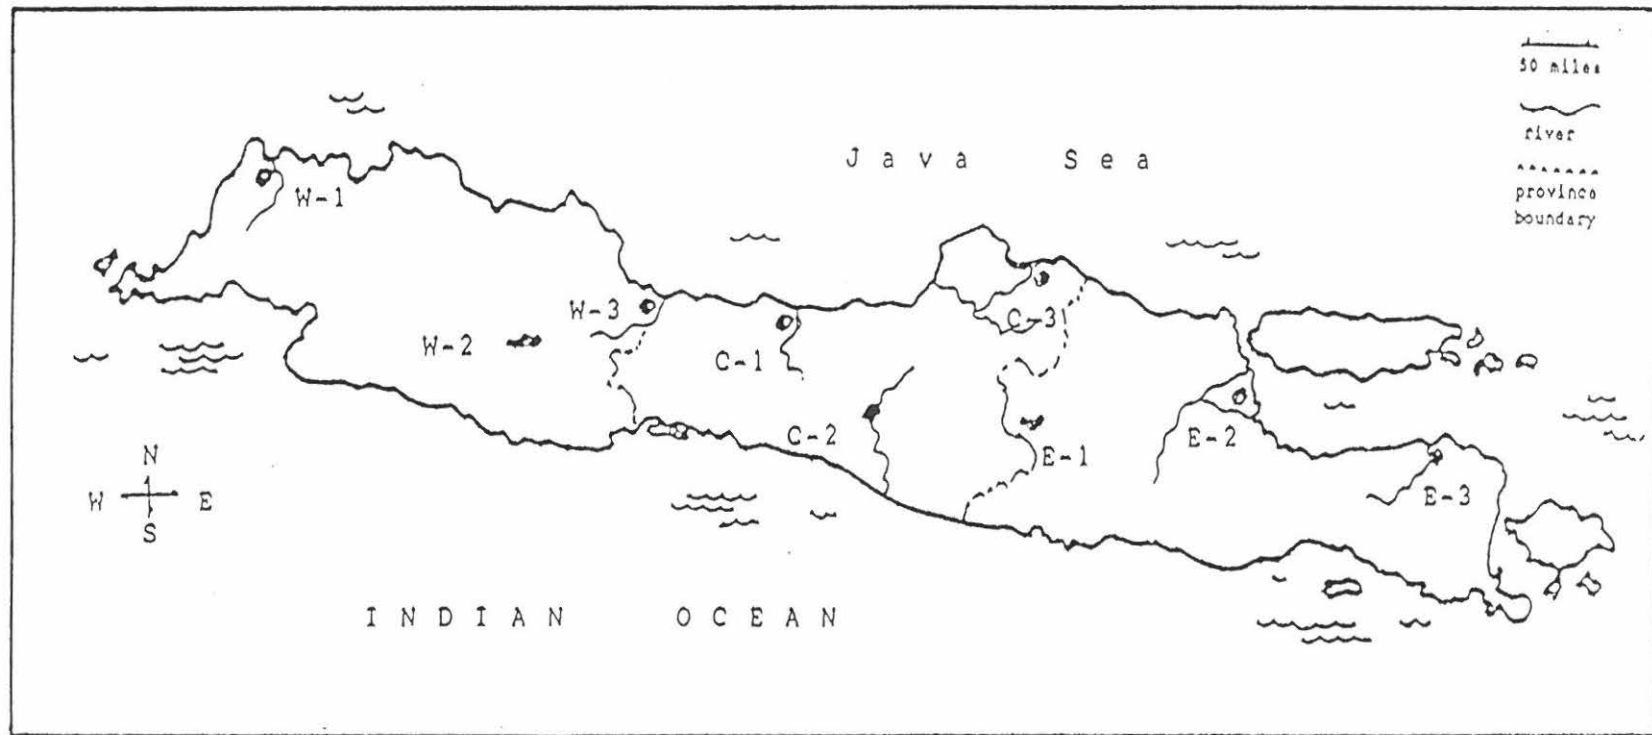 50 miles
river
Java Sea
province
boundary
W-1
W-3
C-3
W-2
C-1
C-2
E-2
E-1
N
W E
E-3
S
INDIAN OCEAN